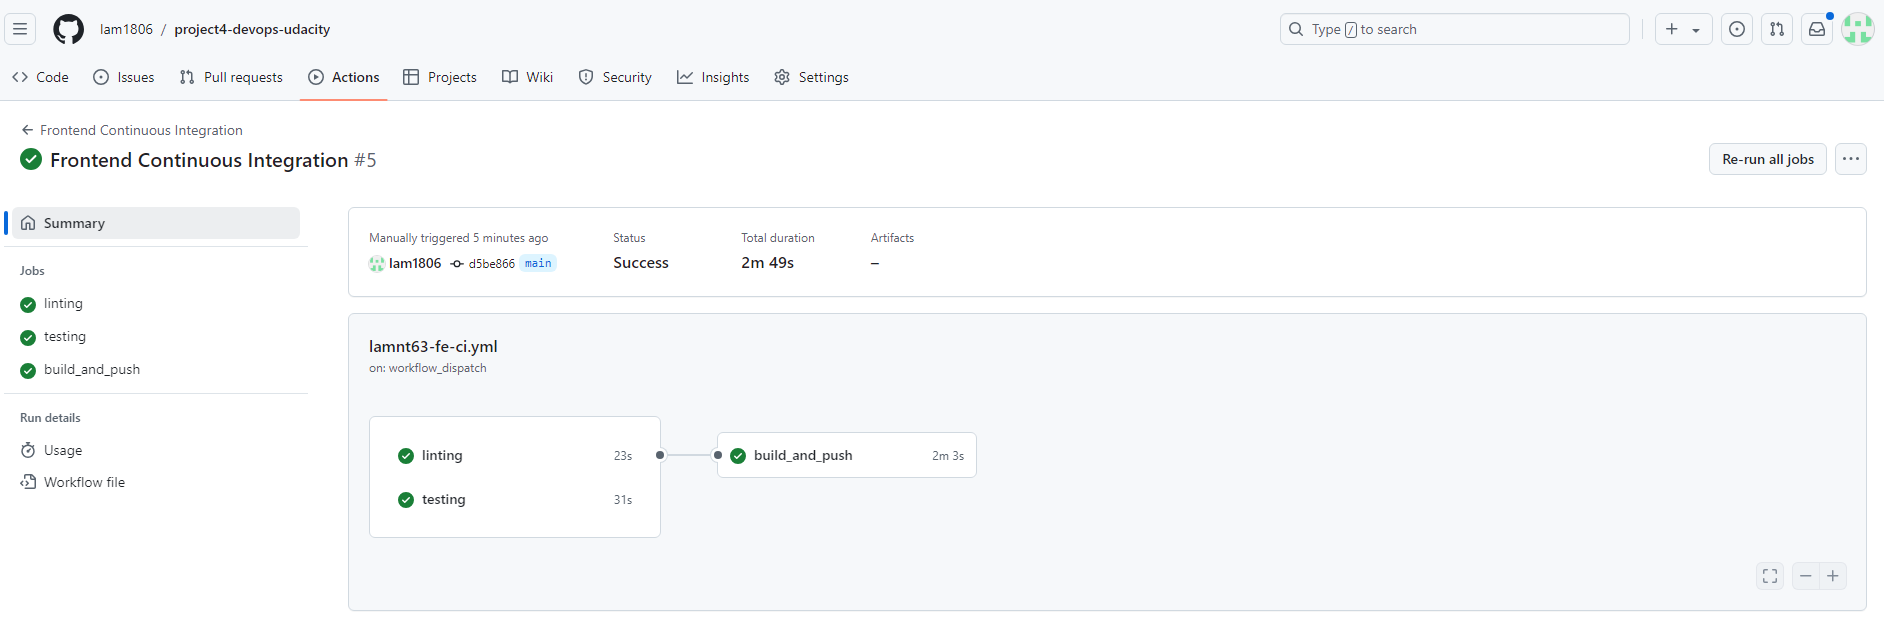 lam1806 / project4-devops-udacity
Type / to search
Code Issues Pull requests Actions Projects Wiki Security Insights Settings
Frontend Continuous Integration
Frontend Continuous Integration #5
Re-run all jobs
Summary
Jobs
linting
testing
build_and_push
Run details
Usage
Workflow file
Manually triggered 5 minutes ago
lam1806 d5be866 main
Status
Success
Total duration
2m 49s
Artifacts
–
lamnt63-fe-ci.yml
on: workflow_dispatch
linting 23s
testing 31s
build_and_push 2m 3s